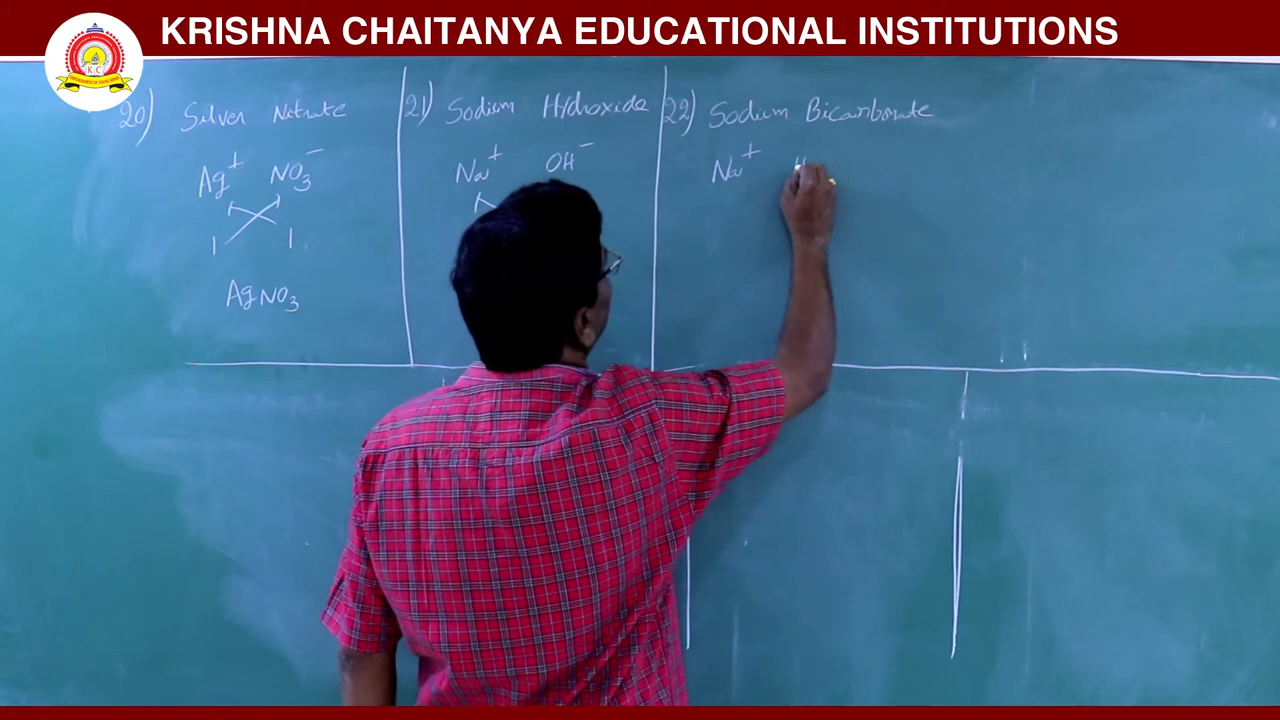 KRISHNA CHAITANYA EDUCATIONAL INSTITUTIONS
K C
20) Silver Nitrate
Ag⁺ NO₃⁻
1 1
AgNO₃
21) Sodium Hydroxide
Na⁺ OH⁻
22) Sodium Bicarbonate
Na⁺ H